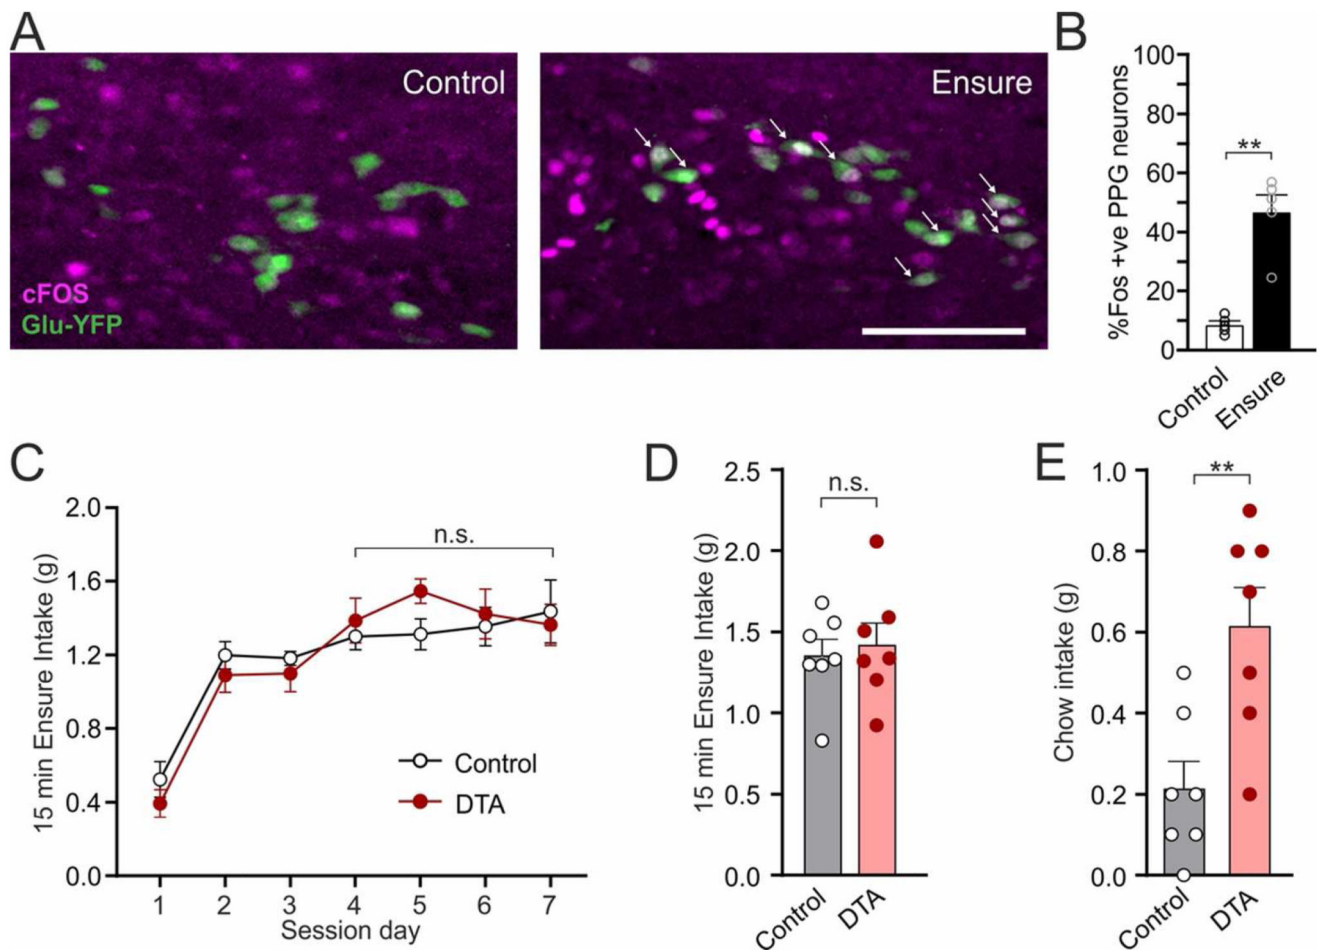 A
Control
Ensure
cFOS
Glu-YFP
B
%Fos +ve PPG neurons
100
80
60
40
20
0
**
Control
Ensure
C
15 min Ensure Intake (g)
2.0
1.6
1.2
0.8
0.4
0.0
n.s.
Control
DTA
1 2 3 4 5 6 7
Session day
D
15 min Ensure Intake (g)
2.5
2.0
1.5
1.0
0.5
0.0
n.s.
Control
DTA
E
Chow intake (g)
1.0
0.8
0.6
0.4
0.2
0.0
**
Control
DTA